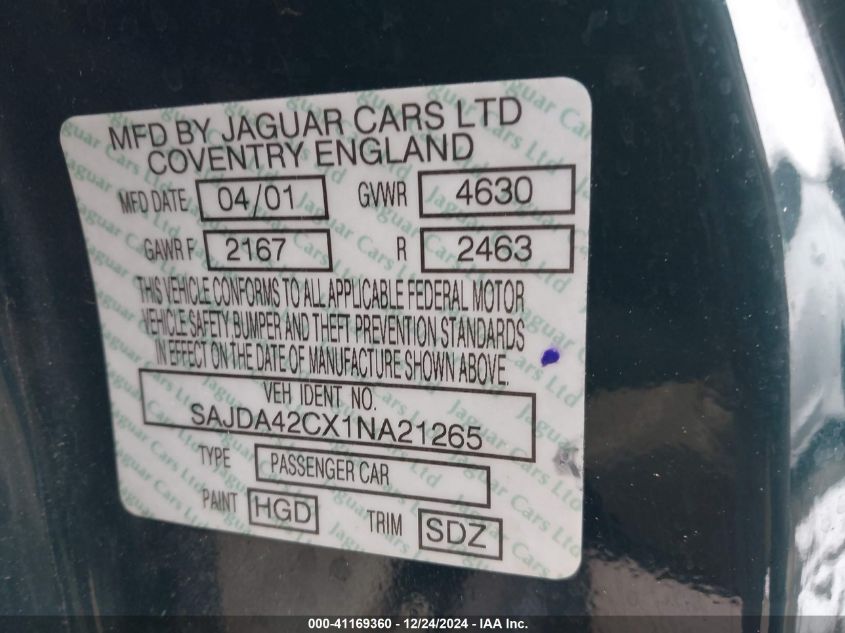 MFD BY JAGUAR CARS LTD
COVENTRY ENGLAND
MFD DATE 04/01 GVWR 4630
GAWR F 2167 R 2463
THIS VEHICLE CONFORMS TO ALL APPLICABLE FEDERAL MOTOR
VEHICLE SAFETY BUMPER AND THEFT PREVENTION STANDARDS
IN EFFECT ON THE DATE OF MANUFACTURE SHOWN ABOVE.
VEH IDENT NO.
SAJDA42CX1NA21265
TYPE PASSENGER CAR
PAINT HGD TRIM SDZ
000-41169360 - 12/24/2024 - IAA Inc.